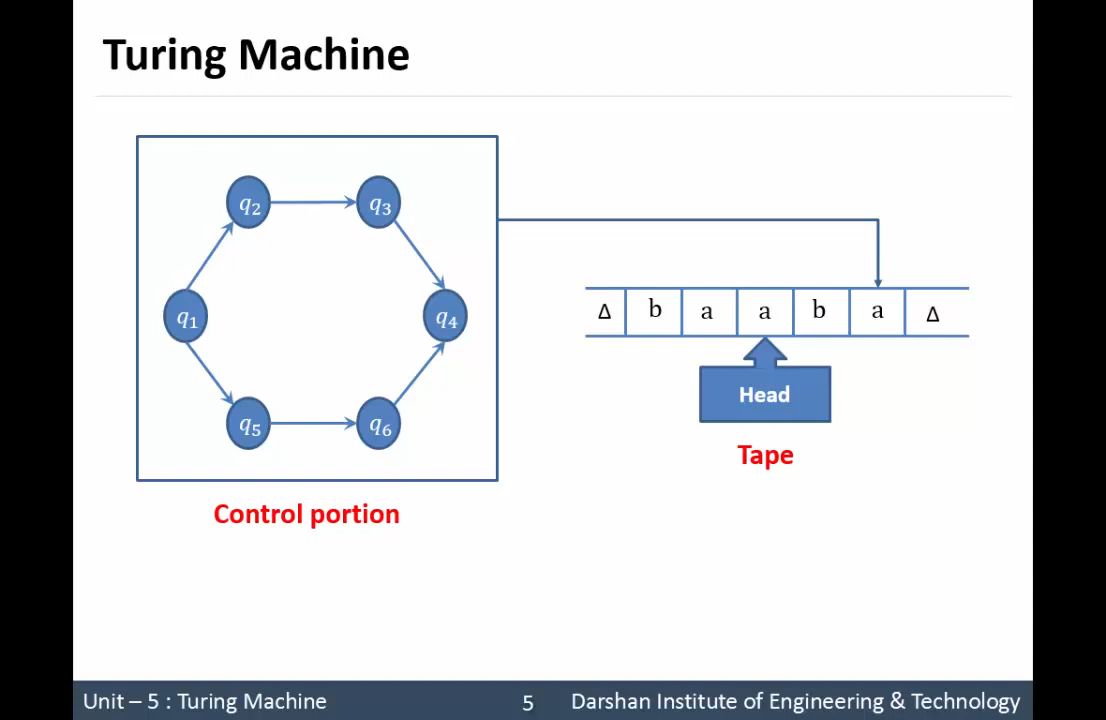 Turing Machine
q₂ q₃
q₁ q₄
q₅ q₆
Control portion
Δ b a a b a Δ
Head
Tape
Unit – 5 : Turing Machine 5 Darshan Institute of Engineering & Technology